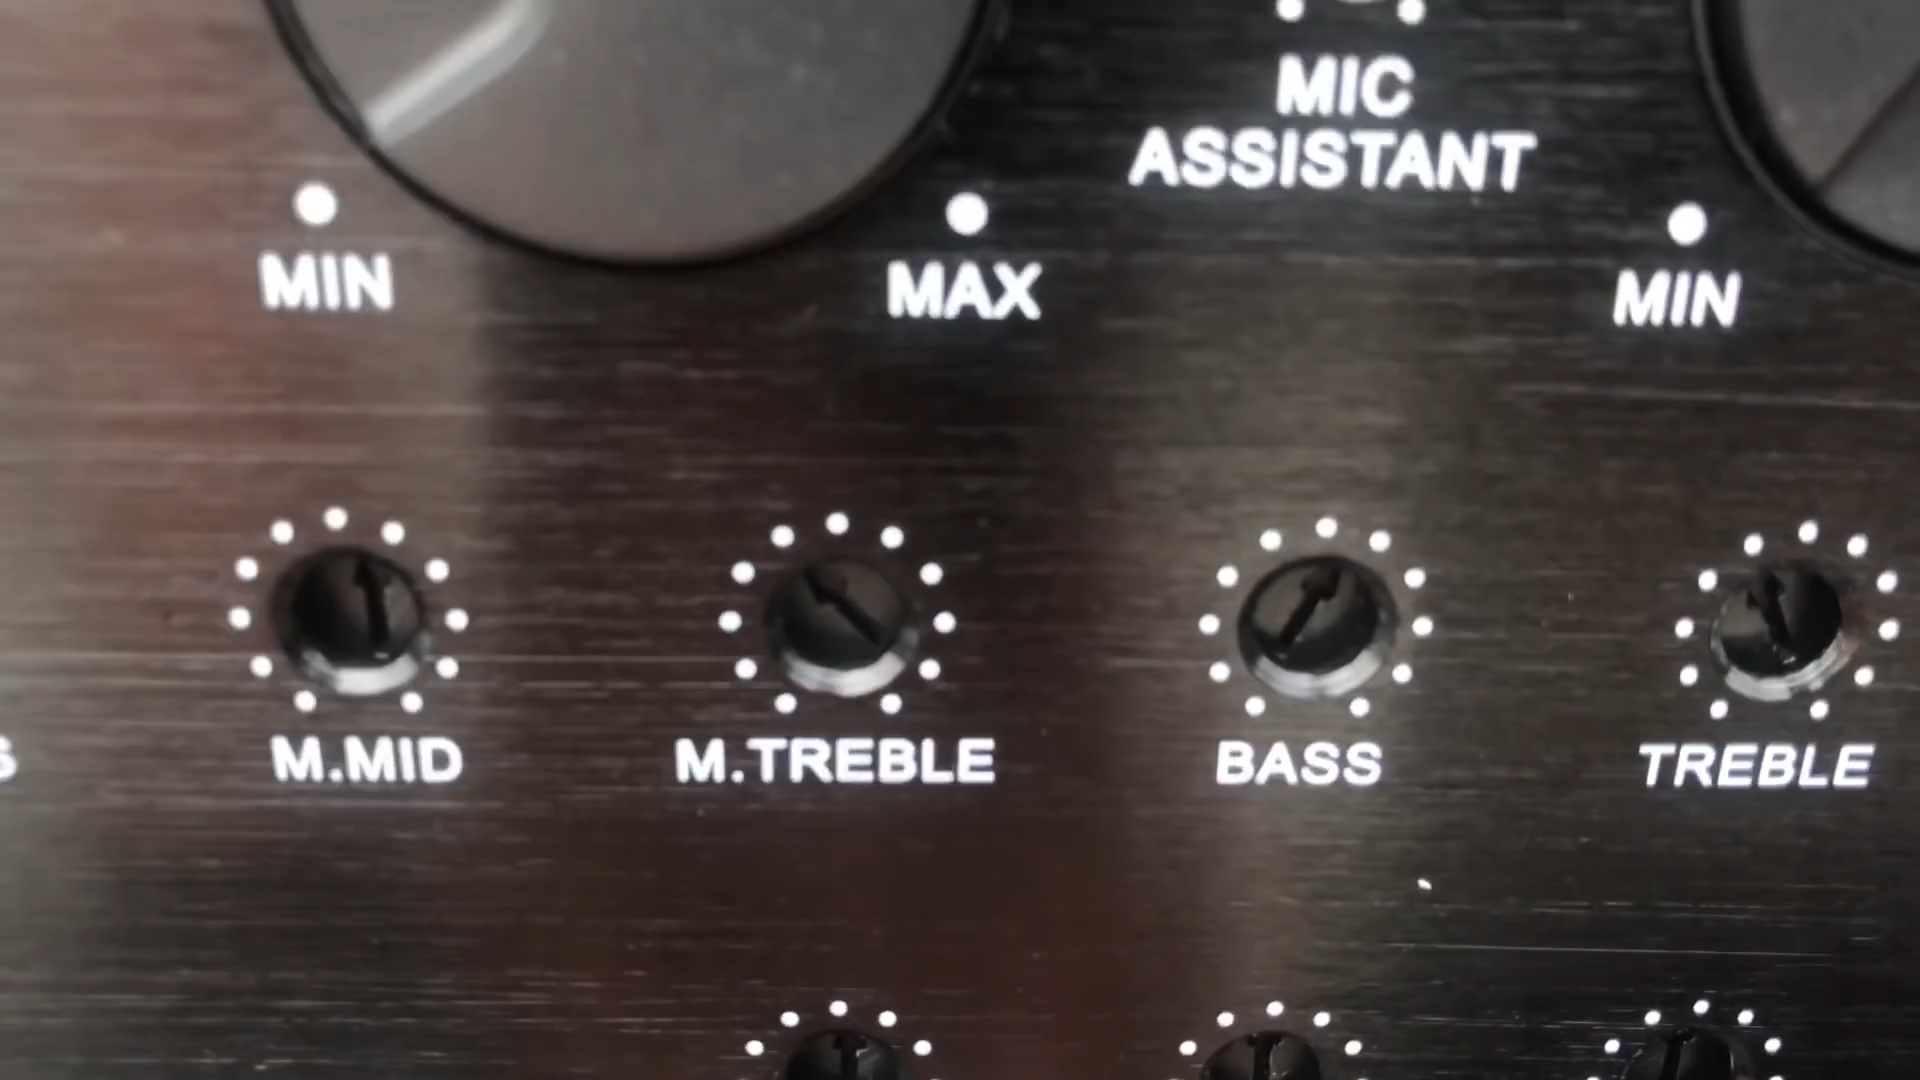 MIC
ASSISTANT
MIN
MAX
MIN
M.MID
M.TREBLE
BASS
TREBLE